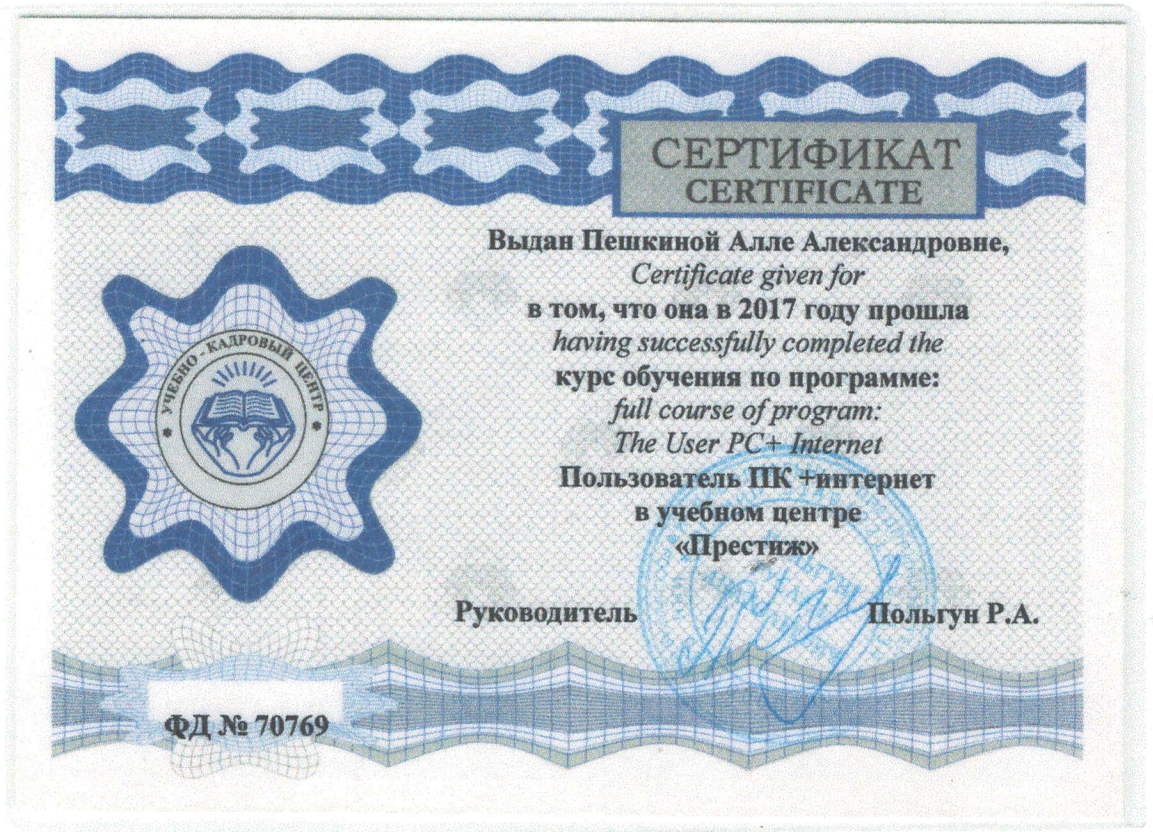 СЕРТИФИКАТ
CERTIFICATE
Выдан Пешкиной Алле Александровне,
Certificate given for
в том, что она в 2017 году прошла
having successfully completed the
курс обучения по программе:
full course of program:
The User PC+ Internet
Пользователь ПК +интернет
в учебном центре
«Престиж»
Руководитель Польгун Р.А.
УЧЕБНО - КАДРОВЫЙ ЦЕНТР
ФД № 70769